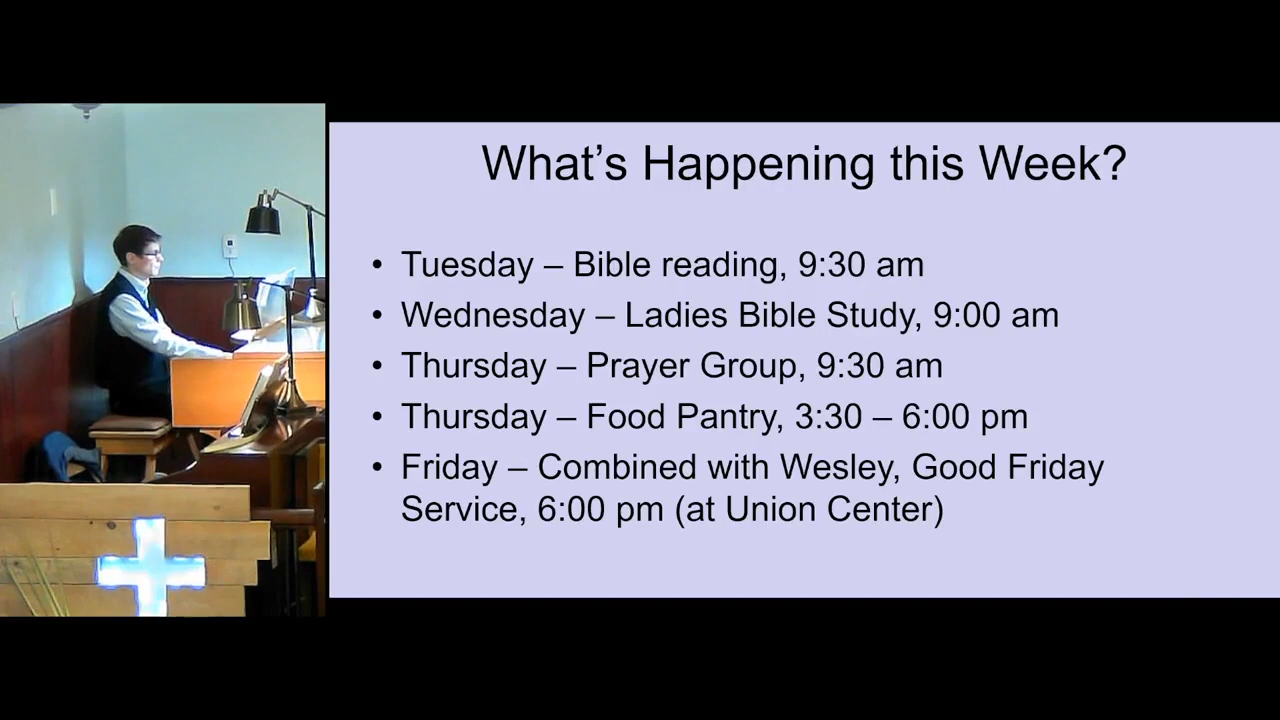 What’s Happening this Week?
• Tuesday – Bible reading, 9:30 am
• Wednesday – Ladies Bible Study, 9:00 am
• Thursday – Prayer Group, 9:30 am
• Thursday – Food Pantry, 3:30 – 6:00 pm
• Friday – Combined with Wesley, Good Friday
Service, 6:00 pm (at Union Center)